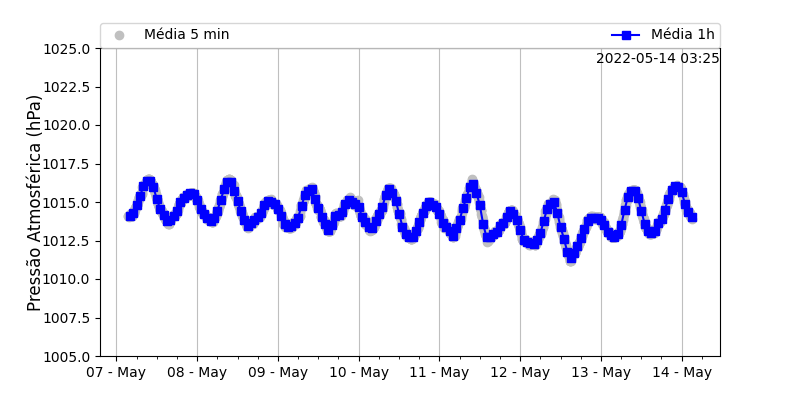 Média 5 min
Média 1h
2022-05-14 03:25
Pressão Atmosférica (hPa)
1025.0
1022.5
1020.0
1017.5
1015.0
1012.5
1010.0
1007.5
1005.0
07 - May
08 - May
09 - May
10 - May
11 - May
12 - May
13 - May
14 - May